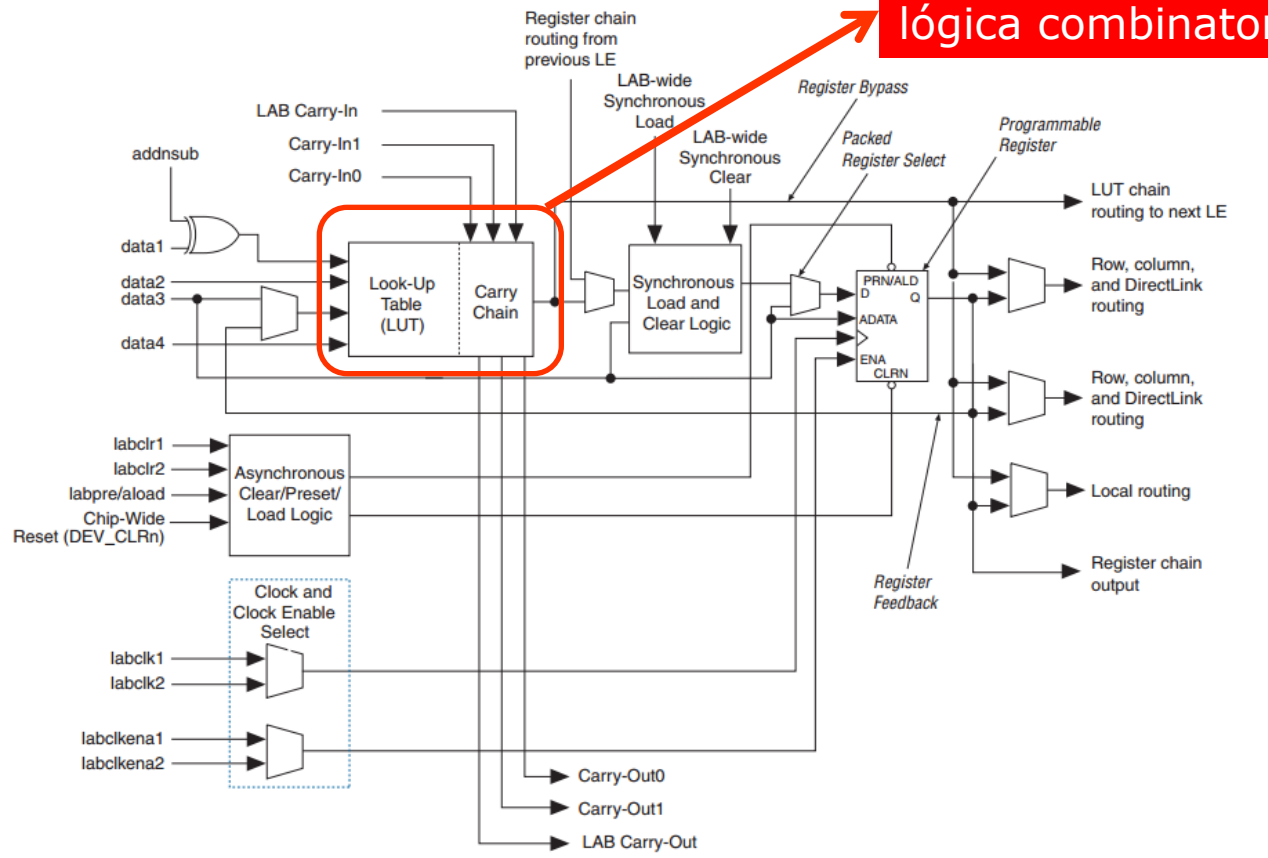 lógica combinator
Register chain
routing from
previous LE
LAB-wide
Synchronous
Load
LAB-wide
Synchronous
Clear
Register Bypass
Packed
Register Select
Programmable
Register
LAB Carry-In
Carry-In1
Carry-In0
addnsub
data1
data2
data3
data4
Look-Up
Table
(LUT)
Carry
Chain
Synchronous
Load and
Clear Logic
PRN/ALD
D
Q
ADATA
ENA
CLRN
LUT chain
routing to next LE
Row, column,
and DirectLink
routing
Row, column,
and DirectLink
routing
Local routing
Register chain
output
Register
Feedback
labclr1
labclr2
labpre/aload
Chip-Wide
Reset (DEV_CLRn)
Asynchronous
Clear/Preset/
Load Logic
Clock and
Clock Enable
Select
labclk1
labclk2
labclkena1
labclkena2
Carry-Out0
Carry-Out1
LAB Carry-Out